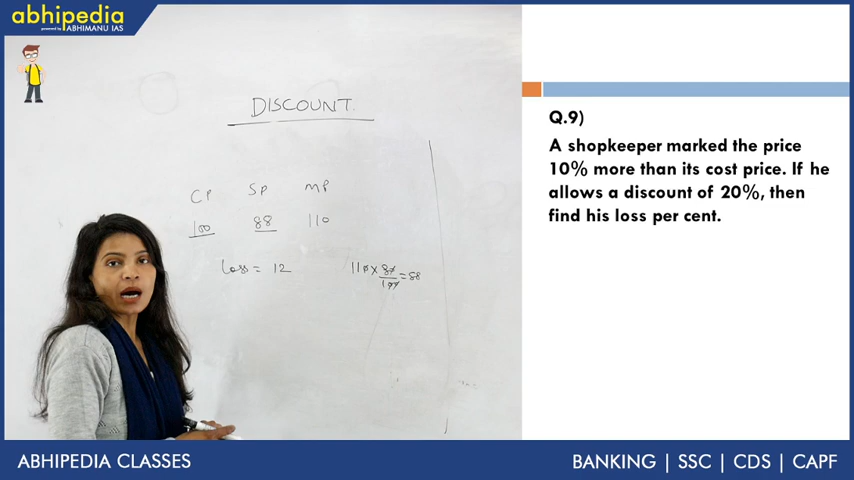 abhipedia
powered by ABHIMANU IAS
DISCOUNT.
CP SP MP
100 88 110
Loss = 12
110 × 80/100 = 88
Q.9)
A shopkeeper marked the price
10% more than its cost price. If he
allows a discount of 20%, then
find his loss per cent.
ABHIPEDIA CLASSES
BANKING | SSC | CDS | CAPF